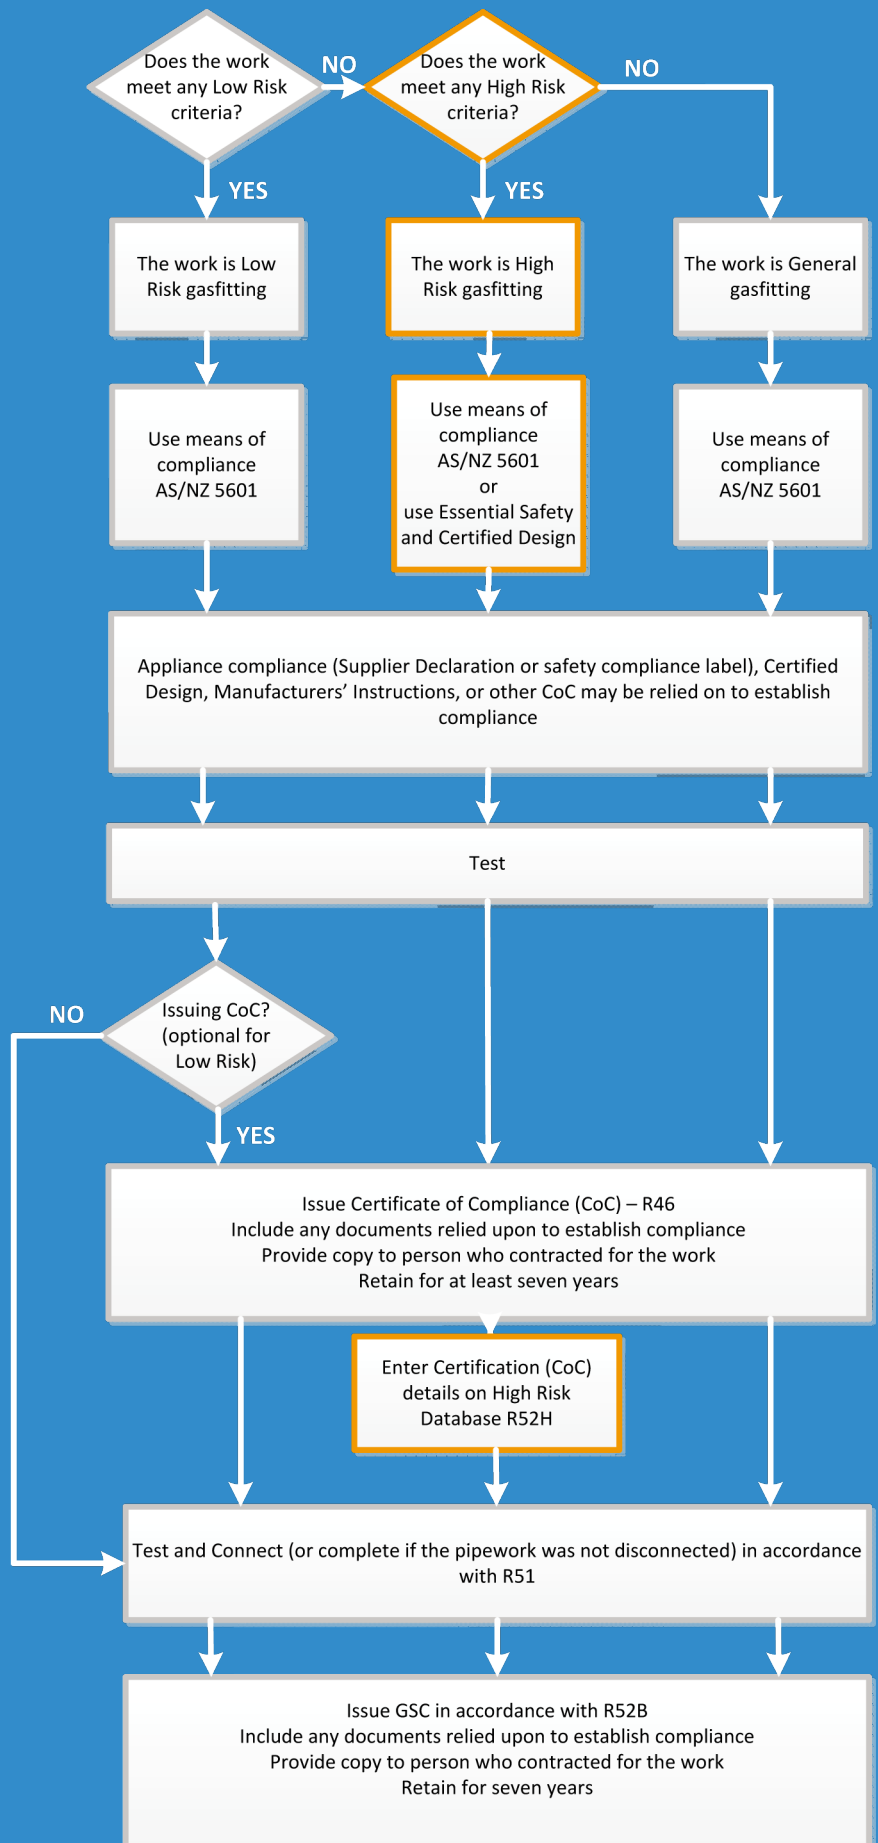 Does the work
meet any Low Risk
criteria?
NO
Does the work
meet any High Risk
criteria?
NO
YES
YES
The work is Low
Risk gasfitting
The work is High
Risk gasfitting
The work is General
gasfitting
Use means of
compliance
AS/NZ 5601
Use means of
compliance
AS/NZ 5601
or
use Essential Safety
and Certified Design
Use means of
compliance
AS/NZ 5601
Appliance compliance (Supplier Declaration or safety compliance label), Certified
Design, Manufacturers’ Instructions, or other CoC may be relied on to establish
compliance
Test
Issuing CoC?
(optional for
Low Risk)
NO
YES
Issue Certificate of Compliance (CoC) – R46
Include any documents relied upon to establish compliance
Provide copy to person who contracted for the work
Retain for at least seven years
Enter Certification (CoC)
details on High Risk
Database R52H
Test and Connect (or complete if the pipework was not disconnected) in accordance
with R51
Issue GSC in accordance with R52B
Include any documents relied upon to establish compliance
Provide copy to person who contracted for the work
Retain for seven years